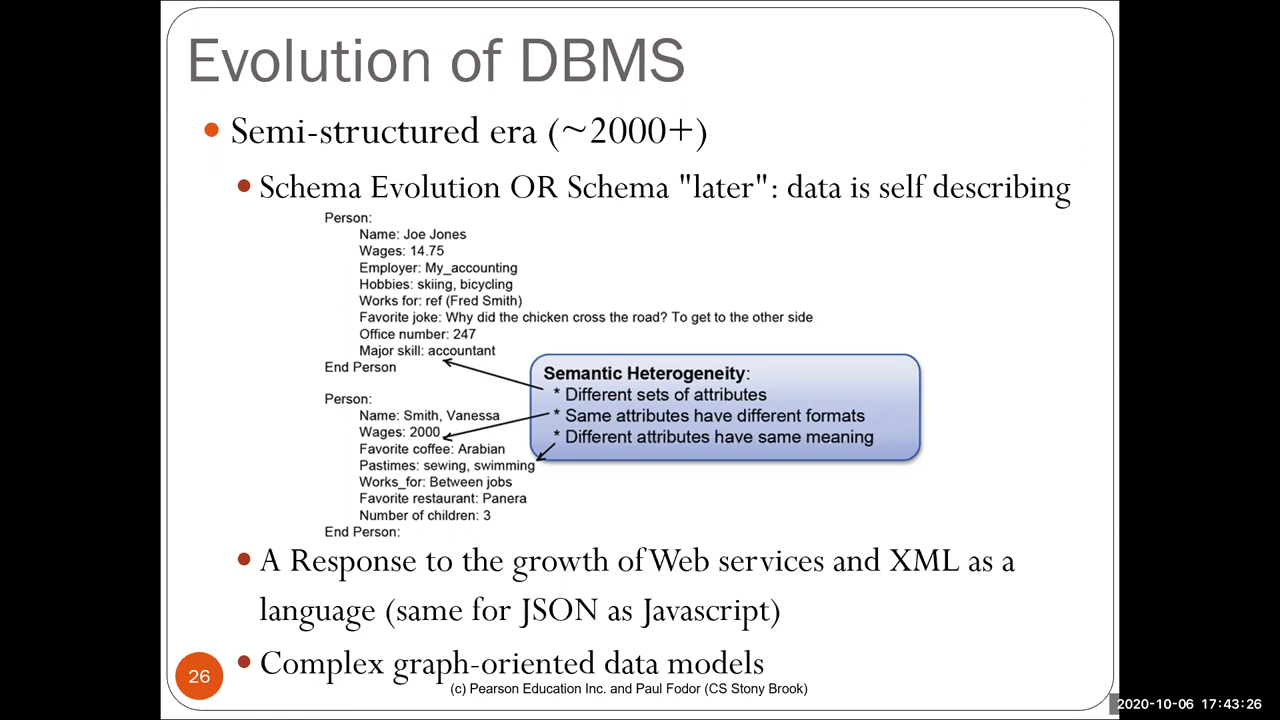 Evolution of DBMS
Semi-structured era (~2000+)
Schema Evolution OR Schema "later": data is self describing
Person:
Name: Joe Jones
Wages: 14.75
Employer: My_accounting
Hobbies: skiing, bicycling
Works for: ref (Fred Smith)
Favorite joke: Why did the chicken cross the road? To get to the other side
Office number: 247
Major skill: accountant
End Person
Person:
Name: Smith, Vanessa
Wages: 2000
Favorite coffee: Arabian
Pastimes: sewing, swimming
Works_for: Between jobs
Favorite restaurant: Panera
Number of children: 3
End Person:
Semantic Heterogeneity:
* Different sets of attributes
* Same attributes have different formats
* Different attributes have same meaning
A Response to the growth of Web services and XML as a
language (same for JSON as Javascript)
Complex graph-oriented data models
26
(c) Pearson Education Inc. and Paul Fodor (CS Stony Brook)
2020-10-06 17:43:26